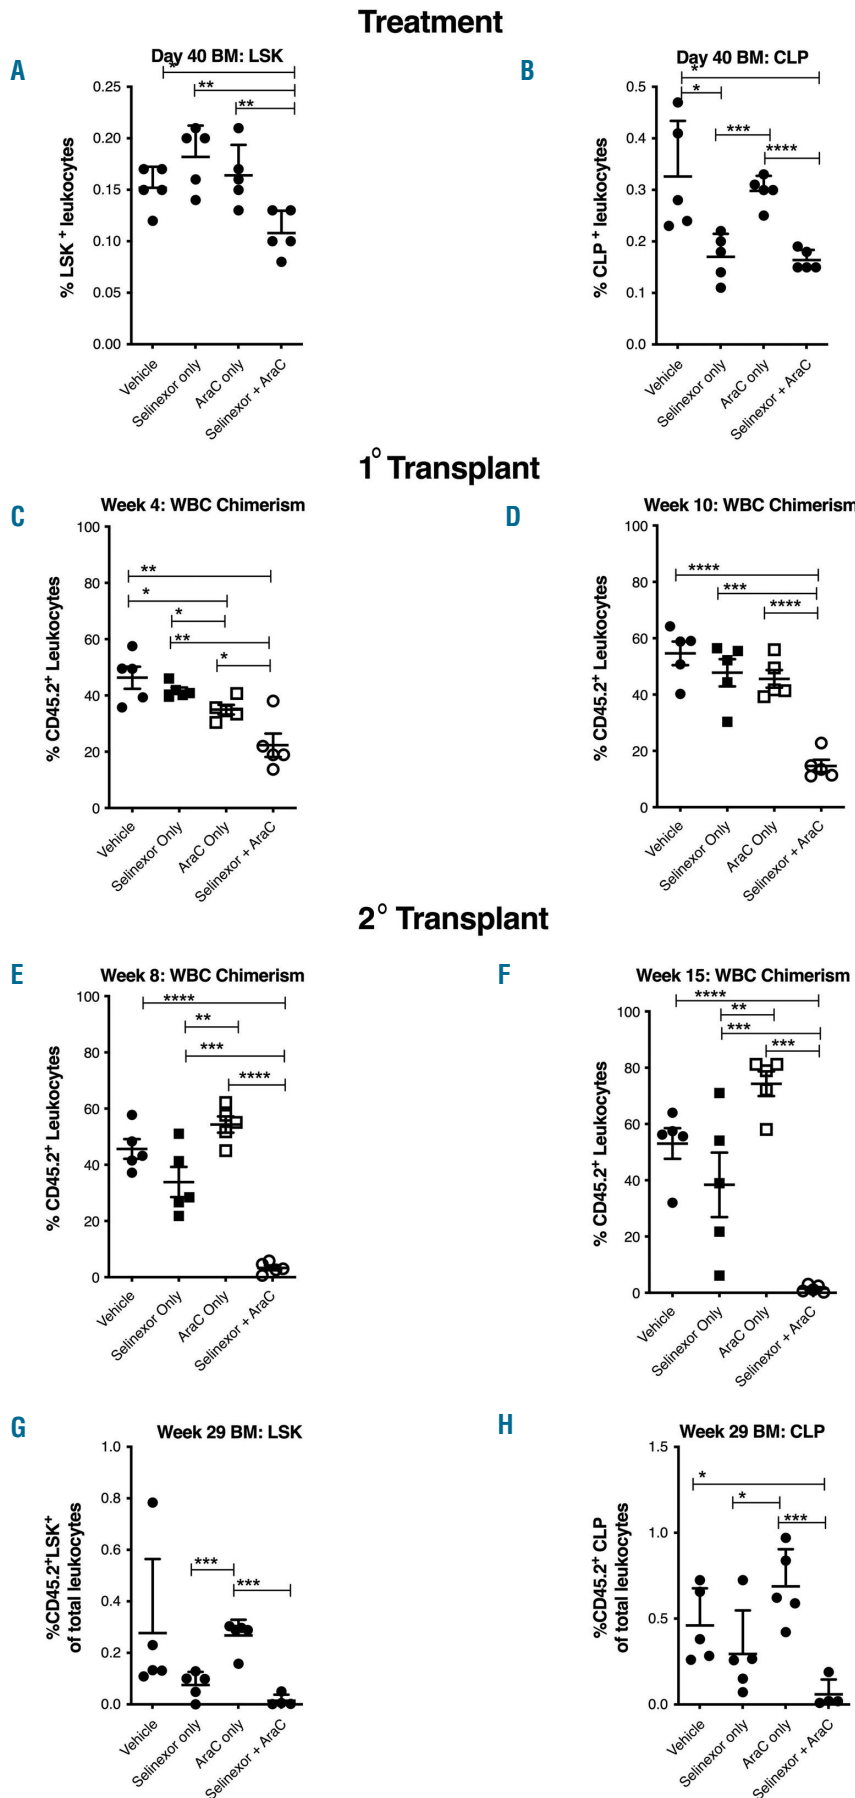 Treatment
A
Day 40 BM: LSK
*
**
**
% LSK + leukocytes
0.25
0.20
0.15
0.10
0.05
0.00
Vehicle
Selinexor only
AraC only
Selinexor + AraC
B
Day 40 BM: CLP
*
*
***
****
% CLP + leukocytes
0.5
0.4
0.3
0.2
0.1
0.0
Vehicle
Selinexor only
AraC only
Selinexor + AraC
1° Transplant
C
Week 4: WBC Chimerism
**
*
*
**
*
% CD45.2+ Leukocytes
100
80
60
40
20
0
Vehicle
Selinexor Only
AraC Only
Selinexor + AraC
D
Week 10: WBC Chimerism
****
***
****
% CD45.2+ Leukocytes
100
80
60
40
20
0
Vehicle
Selinexor Only
AraC Only
Selinexor + AraC
2° Transplant
E
Week 8: WBC Chimerism
****
**
***
****
% CD45.2+ Leukocytes
100
80
60
40
20
0
Vehicle
Selinexor Only
AraC Only
Selinexor + AraC
F
Week 15: WBC Chimerism
****
**
***
***
% CD45.2+ Leukocytes
100
80
60
40
20
0
Vehicle
Selinexor Only
AraC Only
Selinexor + AraC
G
Week 29 BM: LSK
***
***
%CD45.2+LSK+
of total leukocytes
1.0
0.8
0.6
0.4
0.2
0.0
Vehicle
Selinexor only
AraC only
Selinexor + AraC
H
Week 29 BM: CLP
*
*
***
%CD45.2+ CLP
of total leukocytes
1.5
1.0
0.5
0.0
Vehicle
Selinexor only
AraC only
Selinexor + AraC